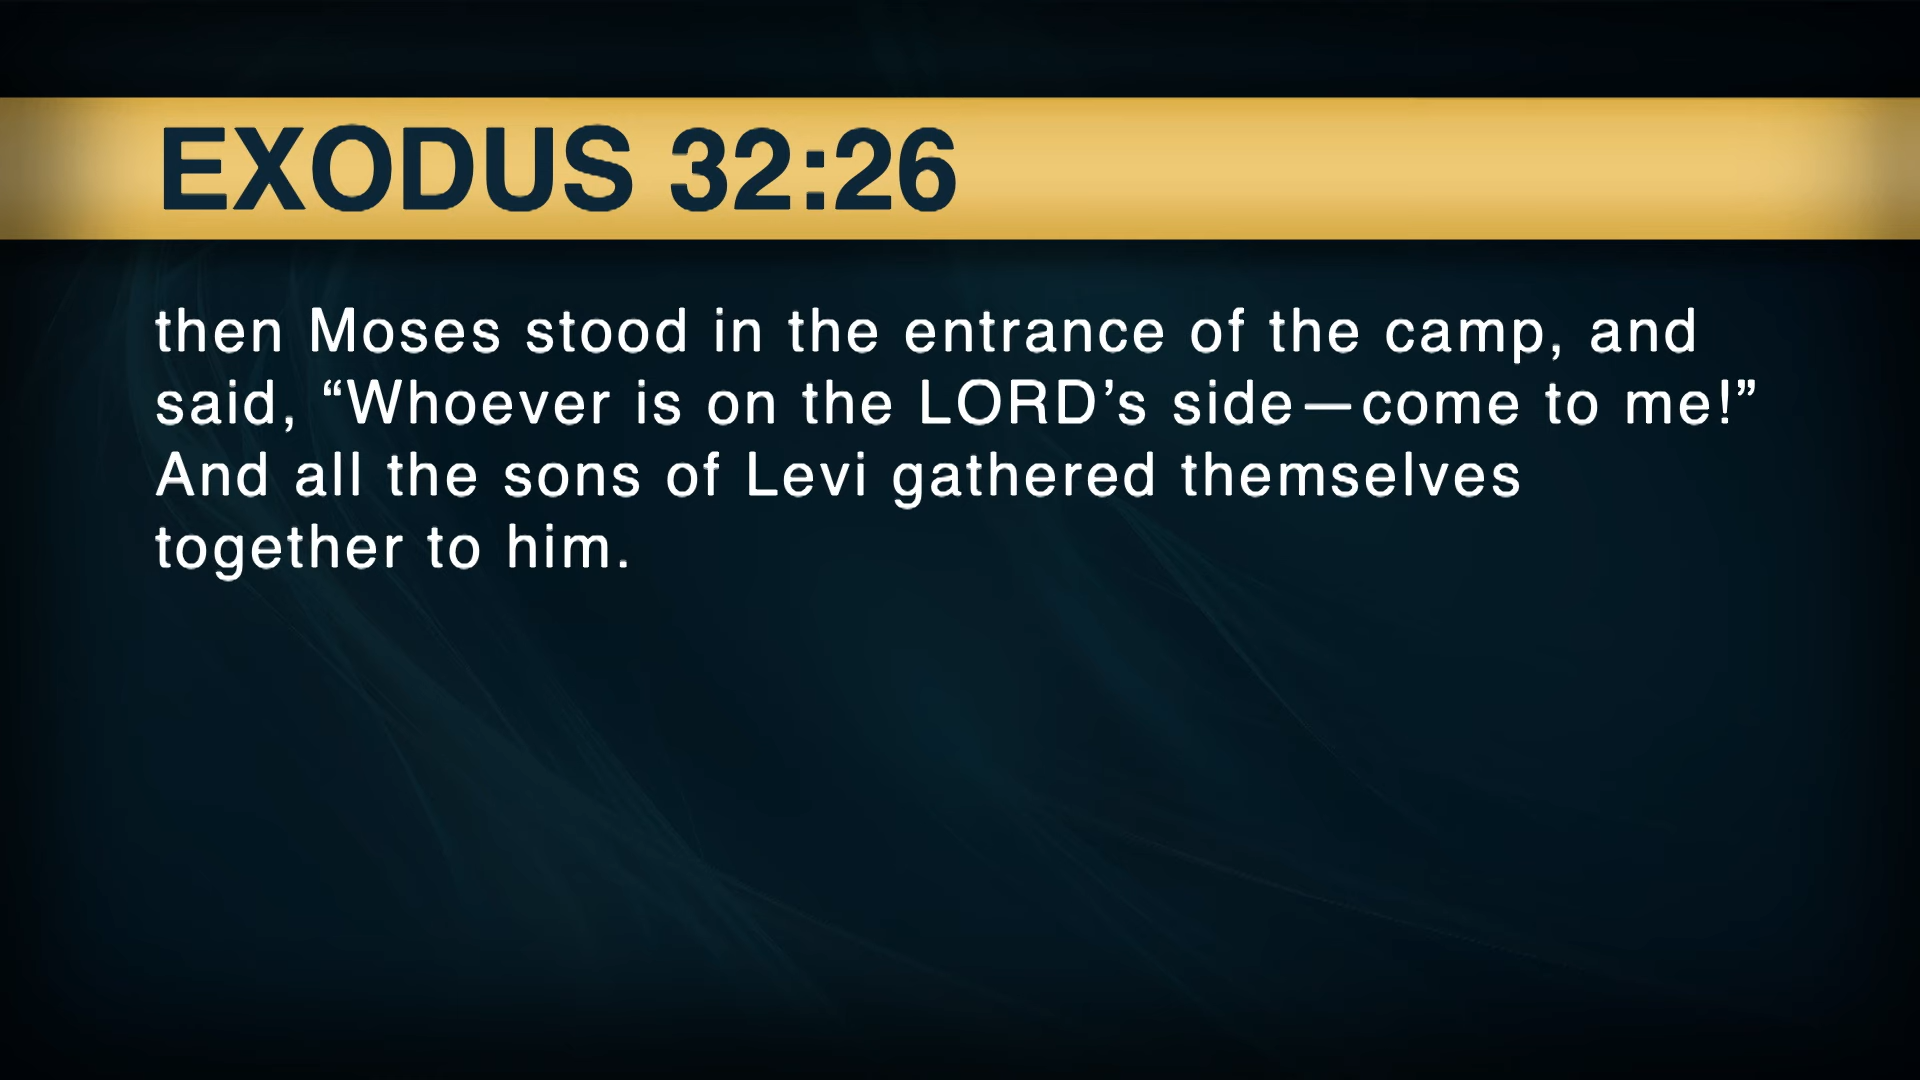 EXODUS 32:26
then Moses stood in the entrance of the camp, and
said, “Whoever is on the LORD’s side—come to me!”
And all the sons of Levi gathered themselves
together to him.